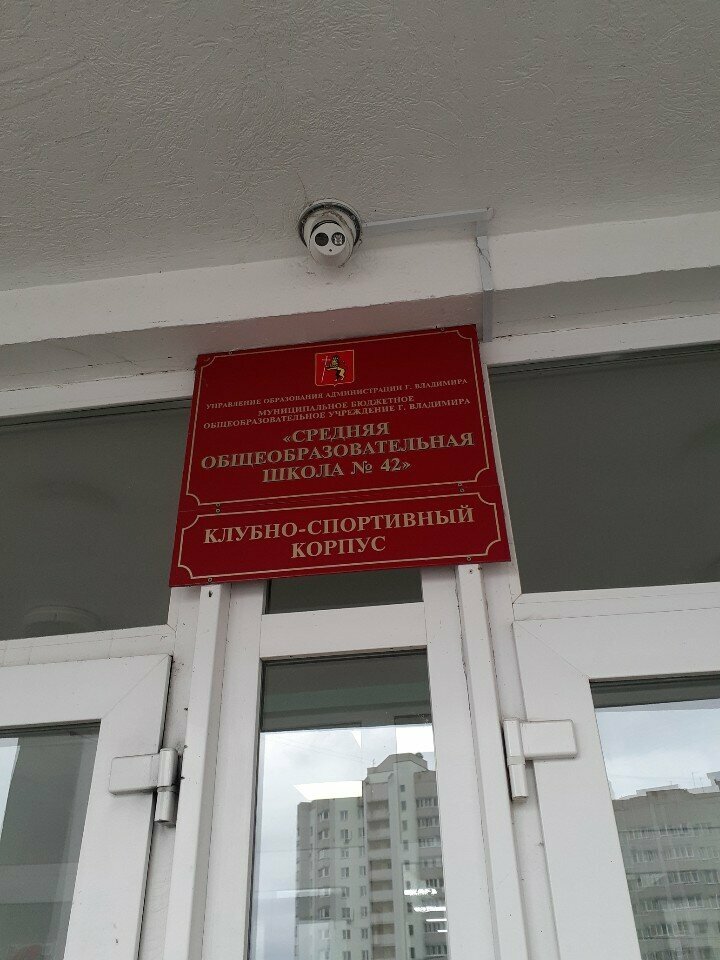 УПРАВЛЕНИЕ ОБРАЗОВАНИЯ АДМИНИСТРАЦИИ Г. ВЛАДИМИРА
МУНИЦИПАЛЬНОЕ БЮДЖЕТНОЕ
ОБЩЕОБРАЗОВАТЕЛЬНОЕ УЧРЕЖДЕНИЕ Г. ВЛАДИМИРА
«СРЕДНЯЯ
ОБЩЕОБРАЗОВАТЕЛЬНАЯ
ШКОЛА № 42»
КЛУБНО-СПОРТИВНЫЙ
КОРПУС